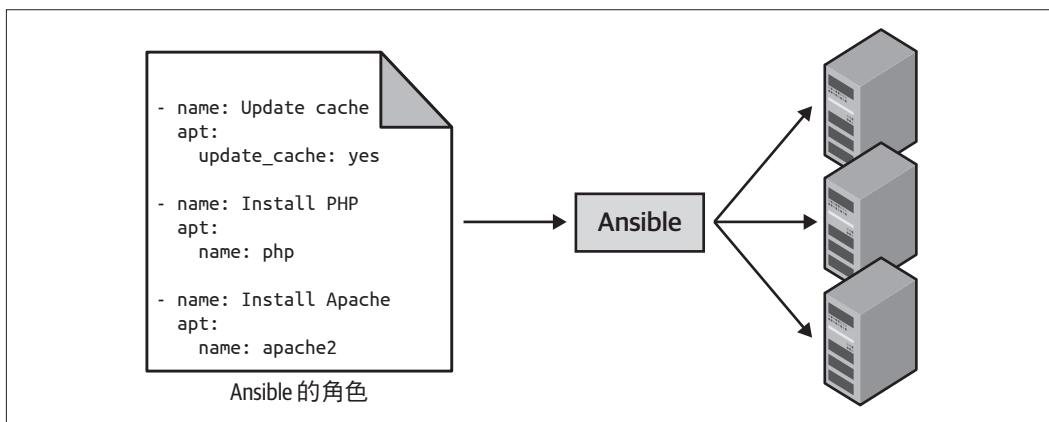 - name: Update cache
  apt:
    update_cache: yes
- name: Install PHP
  apt:
    name: php
- name: Install Apache
  apt:
    name: apache2
Ansible
Ansible 的角色